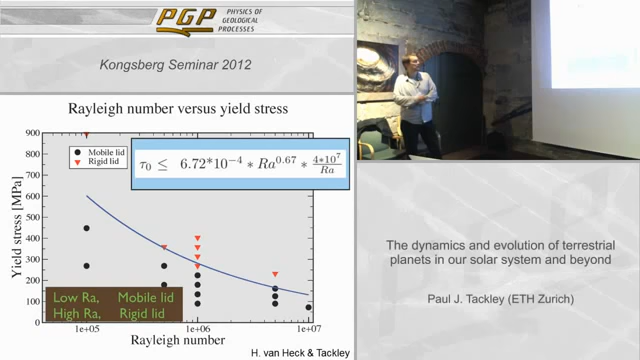 PGP PHYSICS OF
GEOLOGICAL
PROCESSES
Kongsberg Seminar 2012
Rayleigh number versus yield stress
900
800
700
600
500
400
300
200
100
0
Yield stress [MPa]
Mobile lid
Rigid lid
τ₀ ≤ 6.72*10⁻⁴ * Ra^0.67 * 4*10⁷/Ra
Low Ra, Mobile lid
High Ra, Rigid lid
1e+05 1e+06 1e+07
Rayleigh number
H. van Heck & Tackley
The dynamics and evolution of terrestrial
planets in our solar system and beyond
Paul J. Tackley (ETH Zurich)